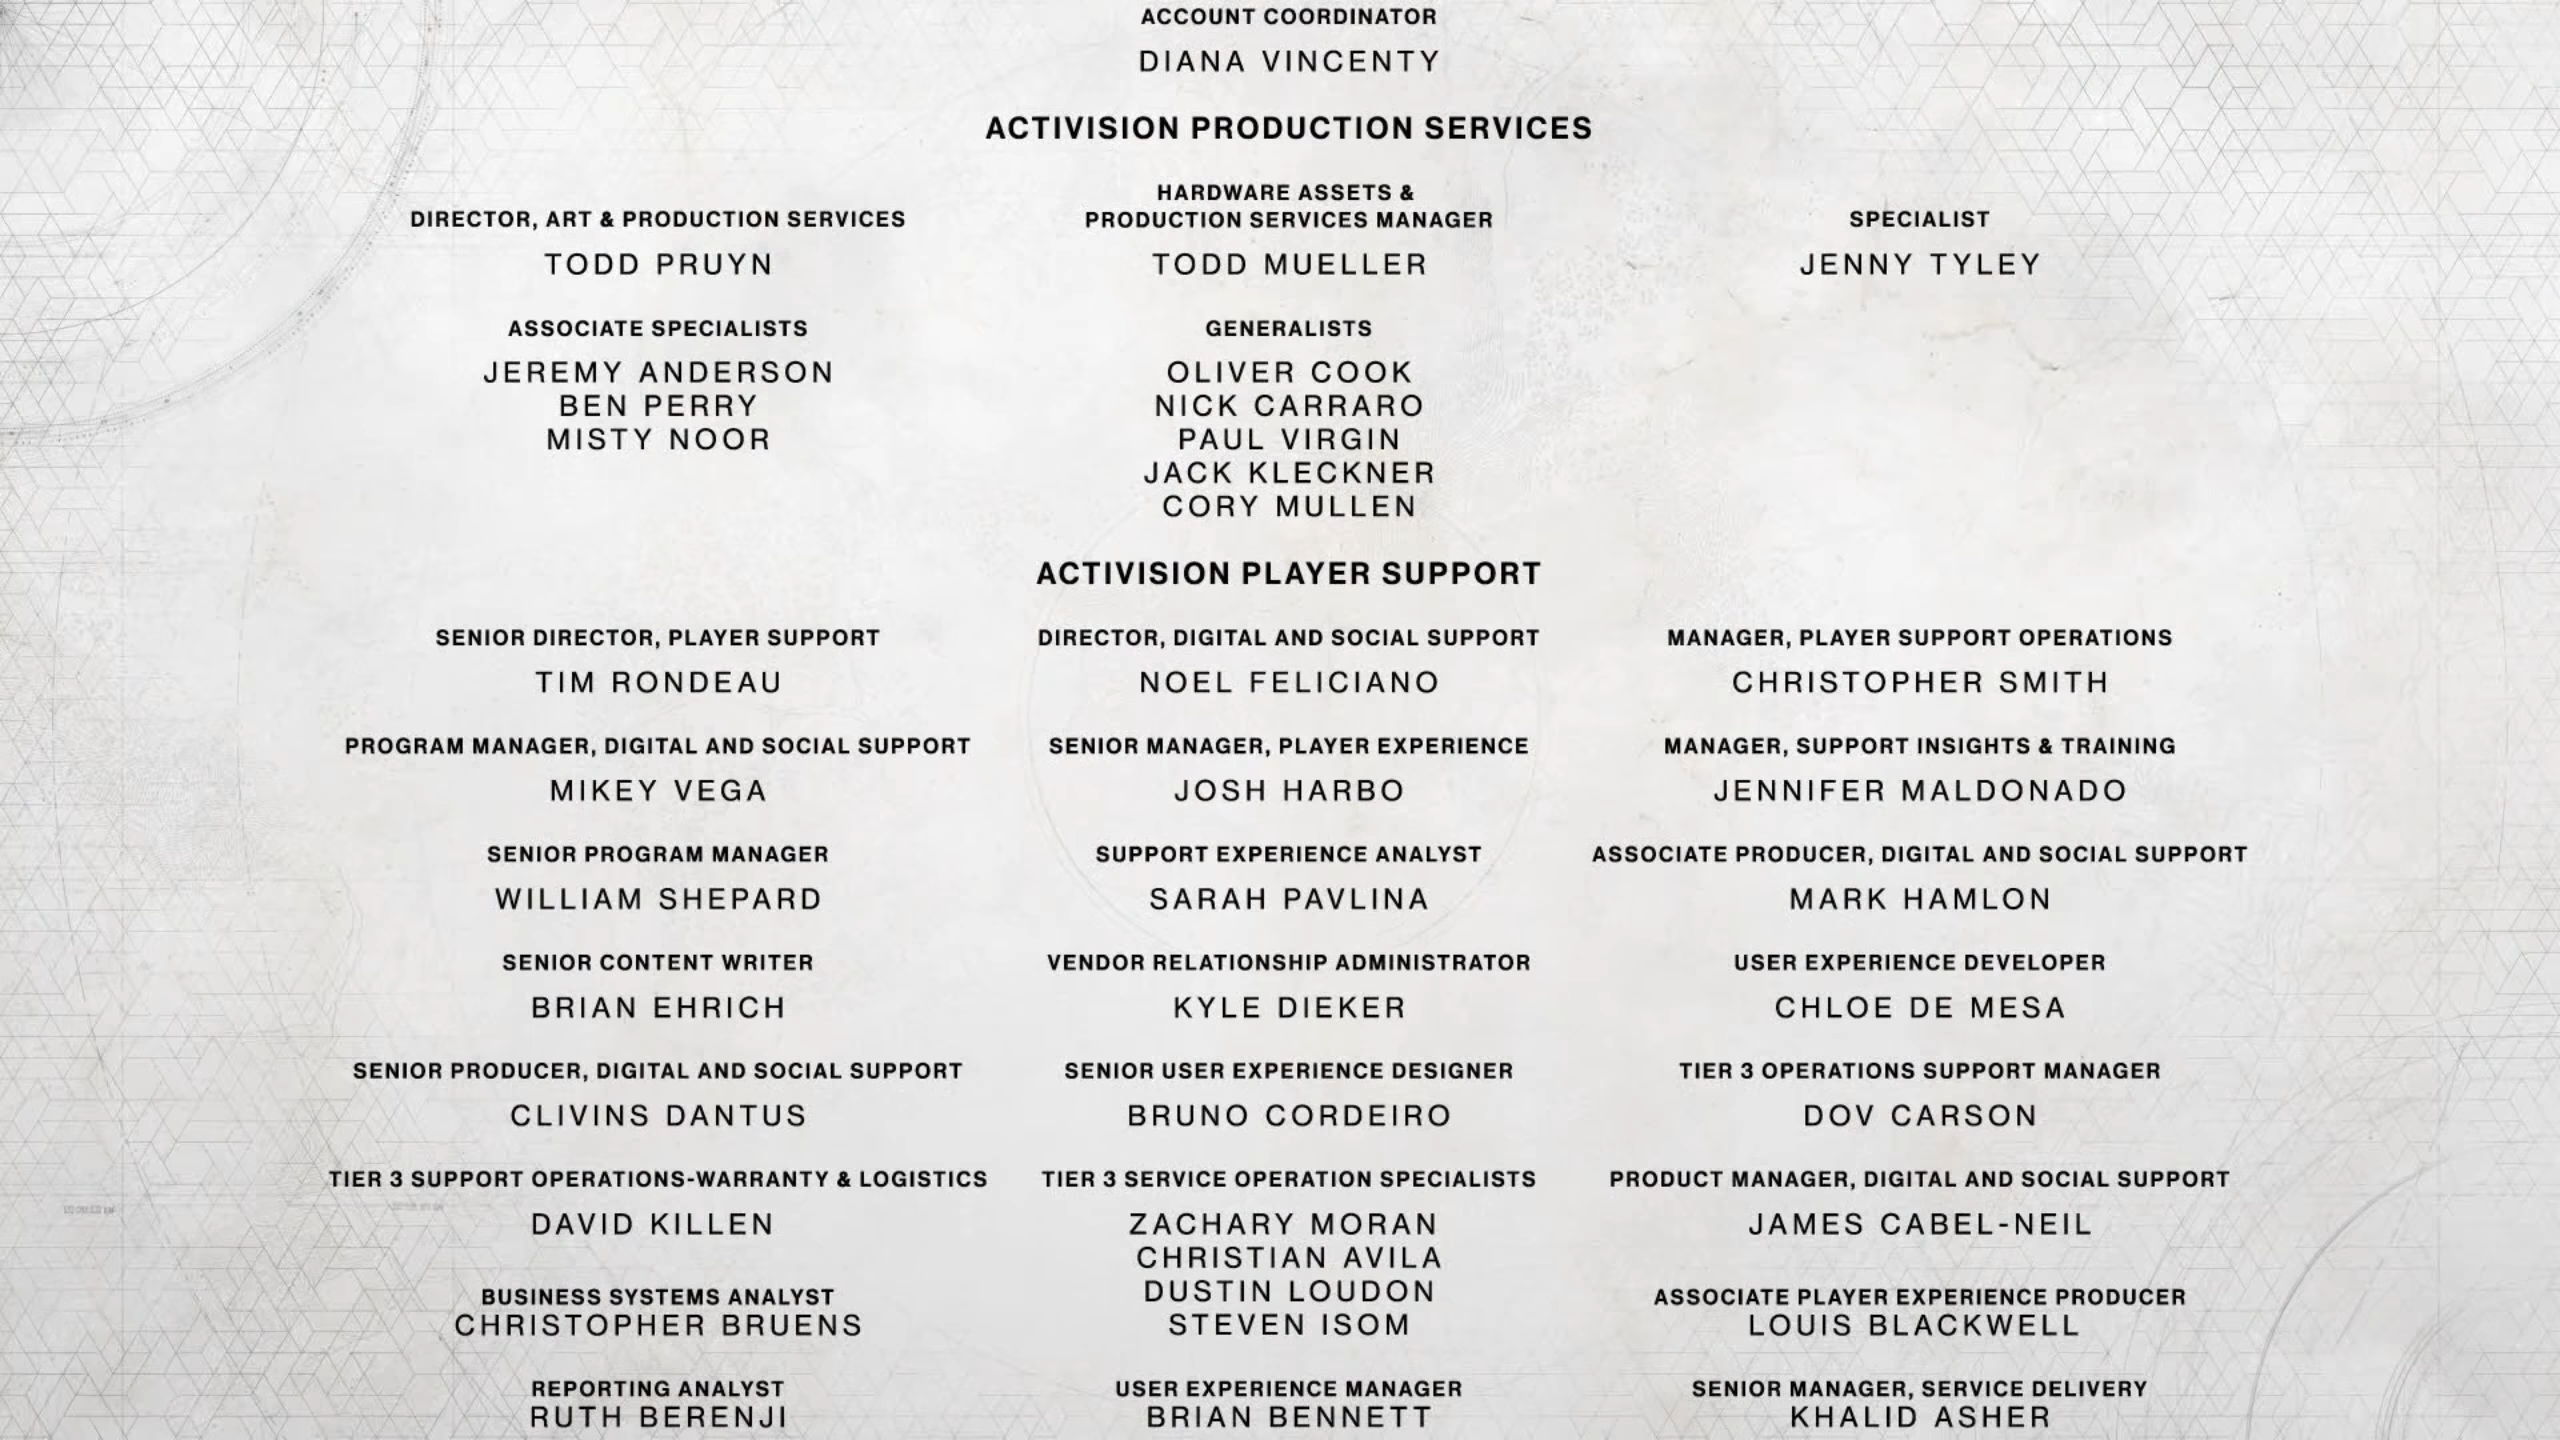 ACCOUNT COORDINATOR
DIANA VINCENTY
ACTIVISION PRODUCTION SERVICES
DIRECTOR, ART & PRODUCTION SERVICES
TODD PRUYN
HARDWARE ASSETS &
PRODUCTION SERVICES MANAGER
TODD MUELLER
SPECIALIST
JENNY TYLEY
ASSOCIATE SPECIALISTS
JEREMY ANDERSON
BEN PERRY
MISTY NOOR
GENERALISTS
OLIVER COOK
NICK CARRARO
PAUL VIRGIN
JACK KLECKNER
CORY MULLEN
ACTIVISION PLAYER SUPPORT
SENIOR DIRECTOR, PLAYER SUPPORT
TIM RONDEAU
DIRECTOR, DIGITAL AND SOCIAL SUPPORT
NOEL FELICIANO
MANAGER, PLAYER SUPPORT OPERATIONS
CHRISTOPHER SMITH
PROGRAM MANAGER, DIGITAL AND SOCIAL SUPPORT
MIKEY VEGA
SENIOR MANAGER, PLAYER EXPERIENCE
JOSH HARBO
MANAGER, SUPPORT INSIGHTS & TRAINING
JENNIFER MALDONADO
SENIOR PROGRAM MANAGER
WILLIAM SHEPARD
SUPPORT EXPERIENCE ANALYST
SARAH PAVLINA
ASSOCIATE PRODUCER, DIGITAL AND SOCIAL SUPPORT
MARK HAMLON
SENIOR CONTENT WRITER
BRIAN EHRICH
VENDOR RELATIONSHIP ADMINISTRATOR
KYLE DIEKER
USER EXPERIENCE DEVELOPER
CHLOE DE MESA
SENIOR PRODUCER, DIGITAL AND SOCIAL SUPPORT
CLIVINS DANTUS
SENIOR USER EXPERIENCE DESIGNER
BRUNO CORDEIRO
TIER 3 OPERATIONS SUPPORT MANAGER
DOV CARSON
TIER 3 SUPPORT OPERATIONS-WARRANTY & LOGISTICS
DAVID KILLEN
TIER 3 SERVICE OPERATION SPECIALISTS
ZACHARY MORAN
CHRISTIAN AVILA
DUSTIN LOUDON
STEVEN ISOM
PRODUCT MANAGER, DIGITAL AND SOCIAL SUPPORT
JAMES CABEL-NEIL
BUSINESS SYSTEMS ANALYST
CHRISTOPHER BRUENS
ASSOCIATE PLAYER EXPERIENCE PRODUCER
LOUIS BLACKWELL
REPORTING ANALYST
RUTH BERENJI
USER EXPERIENCE MANAGER
BRIAN BENNETT
SENIOR MANAGER, SERVICE DELIVERY
KHALID ASHER